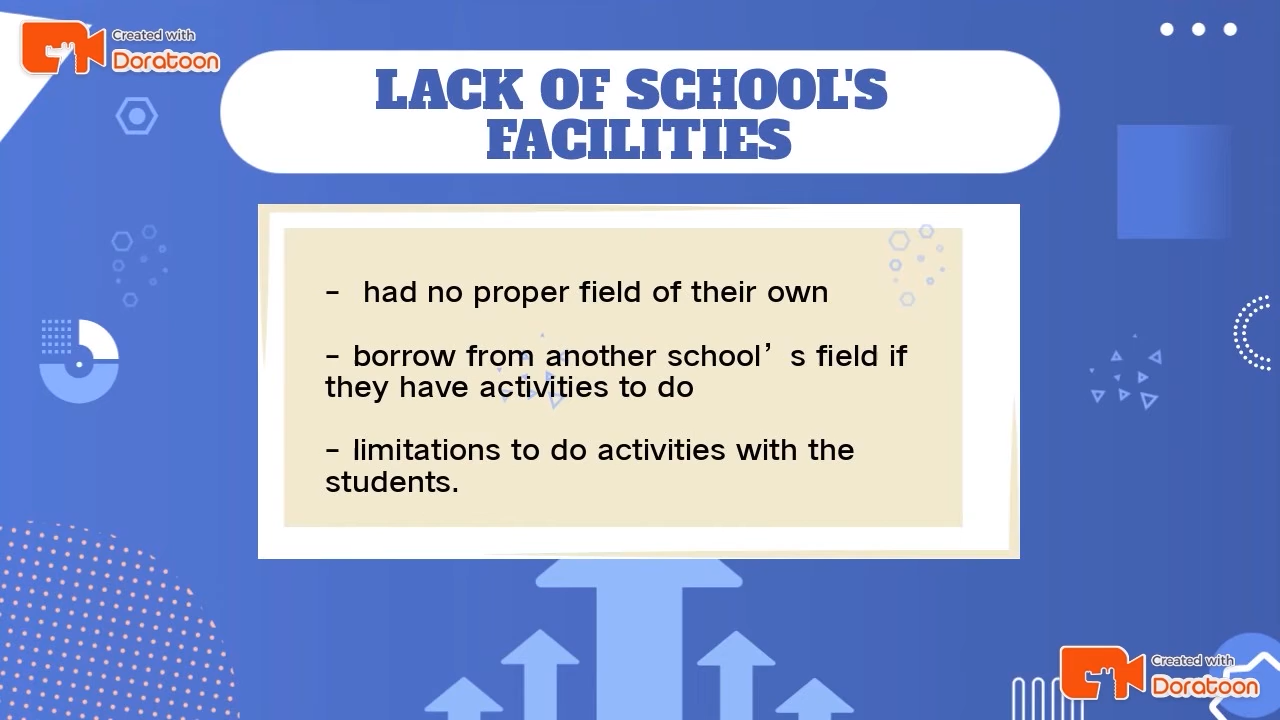 Created with
Doratoon
LACK OF SCHOOL'S
FACILITIES
- had no proper field of their own
- borrow from another school’s field if
they have activities to do
- limitations to do activities with the
students.
Created with
Doratoon